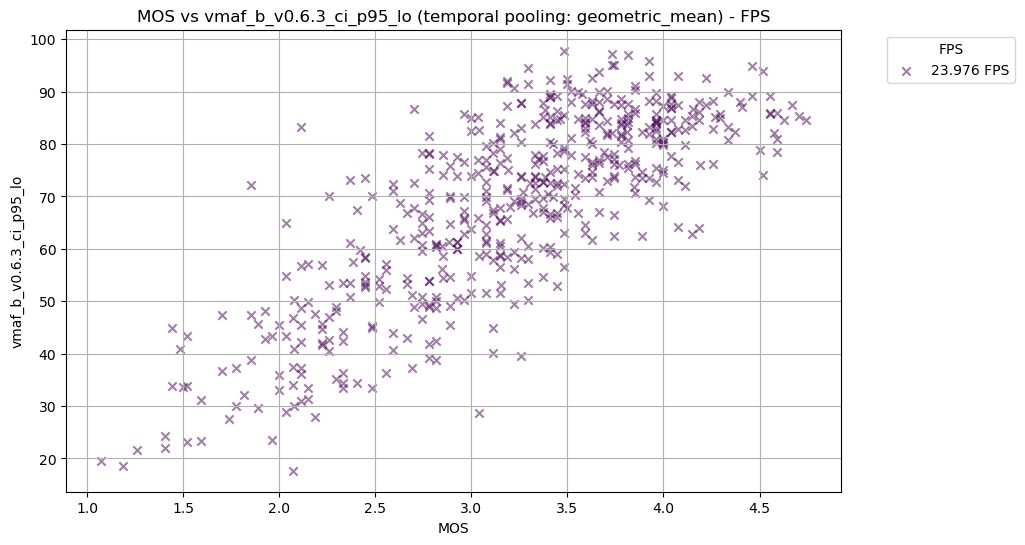 MOS vs vmaf_b_v0.6.3_ci_p95_lo (temporal pooling: geometric_mean) - FPS
FPS
23.976 FPS
vmaf_b_v0.6.3_ci_p95_lo
100
90
80
70
60
50
40
30
20
1.0 1.5 2.0 2.5 3.0 3.5 4.0 4.5
MOS